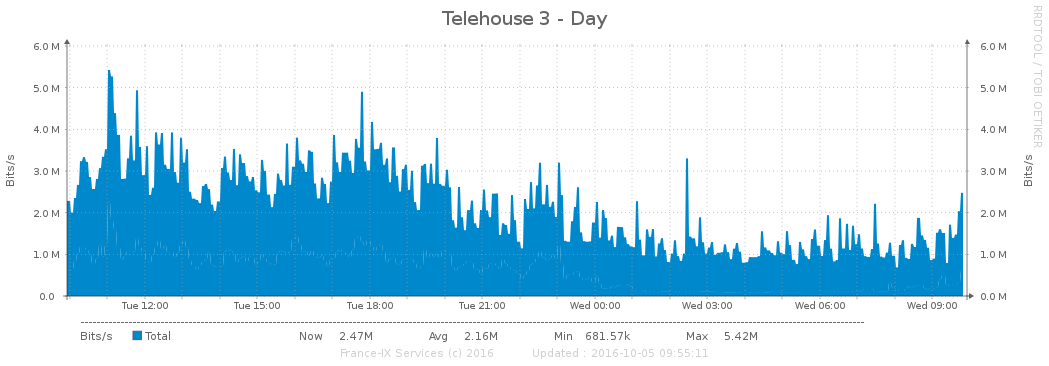 Telehouse 3 - Day
RRDTOOL / TOBI OETIKER
6.0 M 6.0 M
5.0 M 5.0 M
4.0 M 4.0 M
3.0 M 3.0 M
2.0 M 2.0 M
1.0 M 1.0 M
0.0 0.0 M
Bits/s
Bits/s
Tue 12:00 Tue 15:00 Tue 18:00 Tue 21:00 Wed 00:00 Wed 03:00 Wed 06:00 Wed 09:00
Bits/s Total Now 2.47M Avg 2.16M Min 681.57k Max 5.42M
France-IX Services (c) 2016 Updated : 2016-10-05 09:55:11